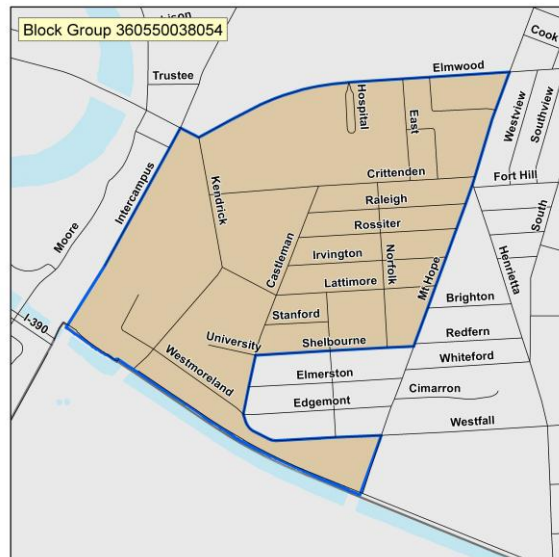 Block Group 360550038054
Cook
Elmwood
Trustee
Hospital
East
Westview
Southview
Crittenden
Fort Hill
Intercampus
Kendrick
Raleigh
Rossiter
South
Moore
Castleman
Irvington
Norfolk
Henrietta
Lattimore
Mt Hope
Brighton
I-390
Stanford
University
Shelbourne
Redfern
Westmoreland
Elmerston
Whiteford
Edgemont
Cimarron
Westfall